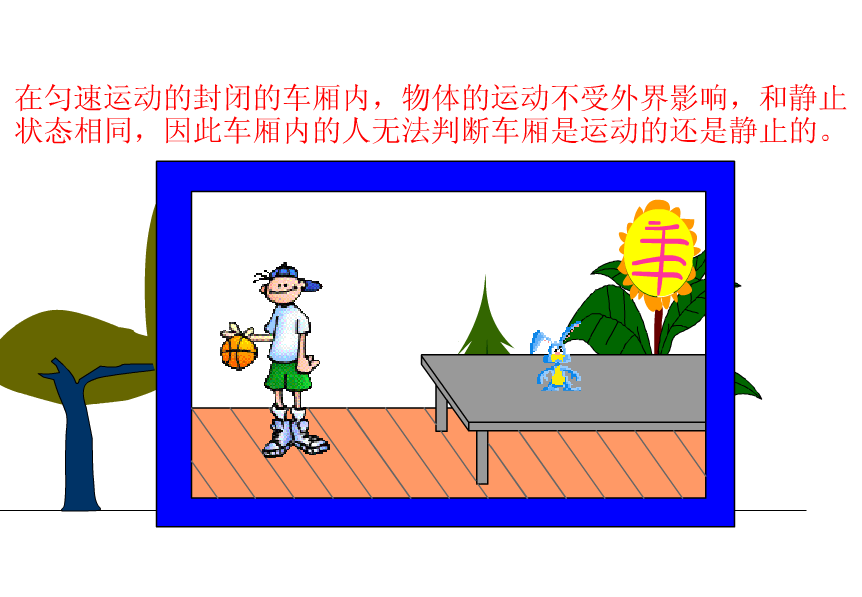 在匀速运动的封闭的车厢内，物体的运动不受外界影响，和静止
状态相同，因此车厢内的人无法判断车厢是运动的还是静止的。